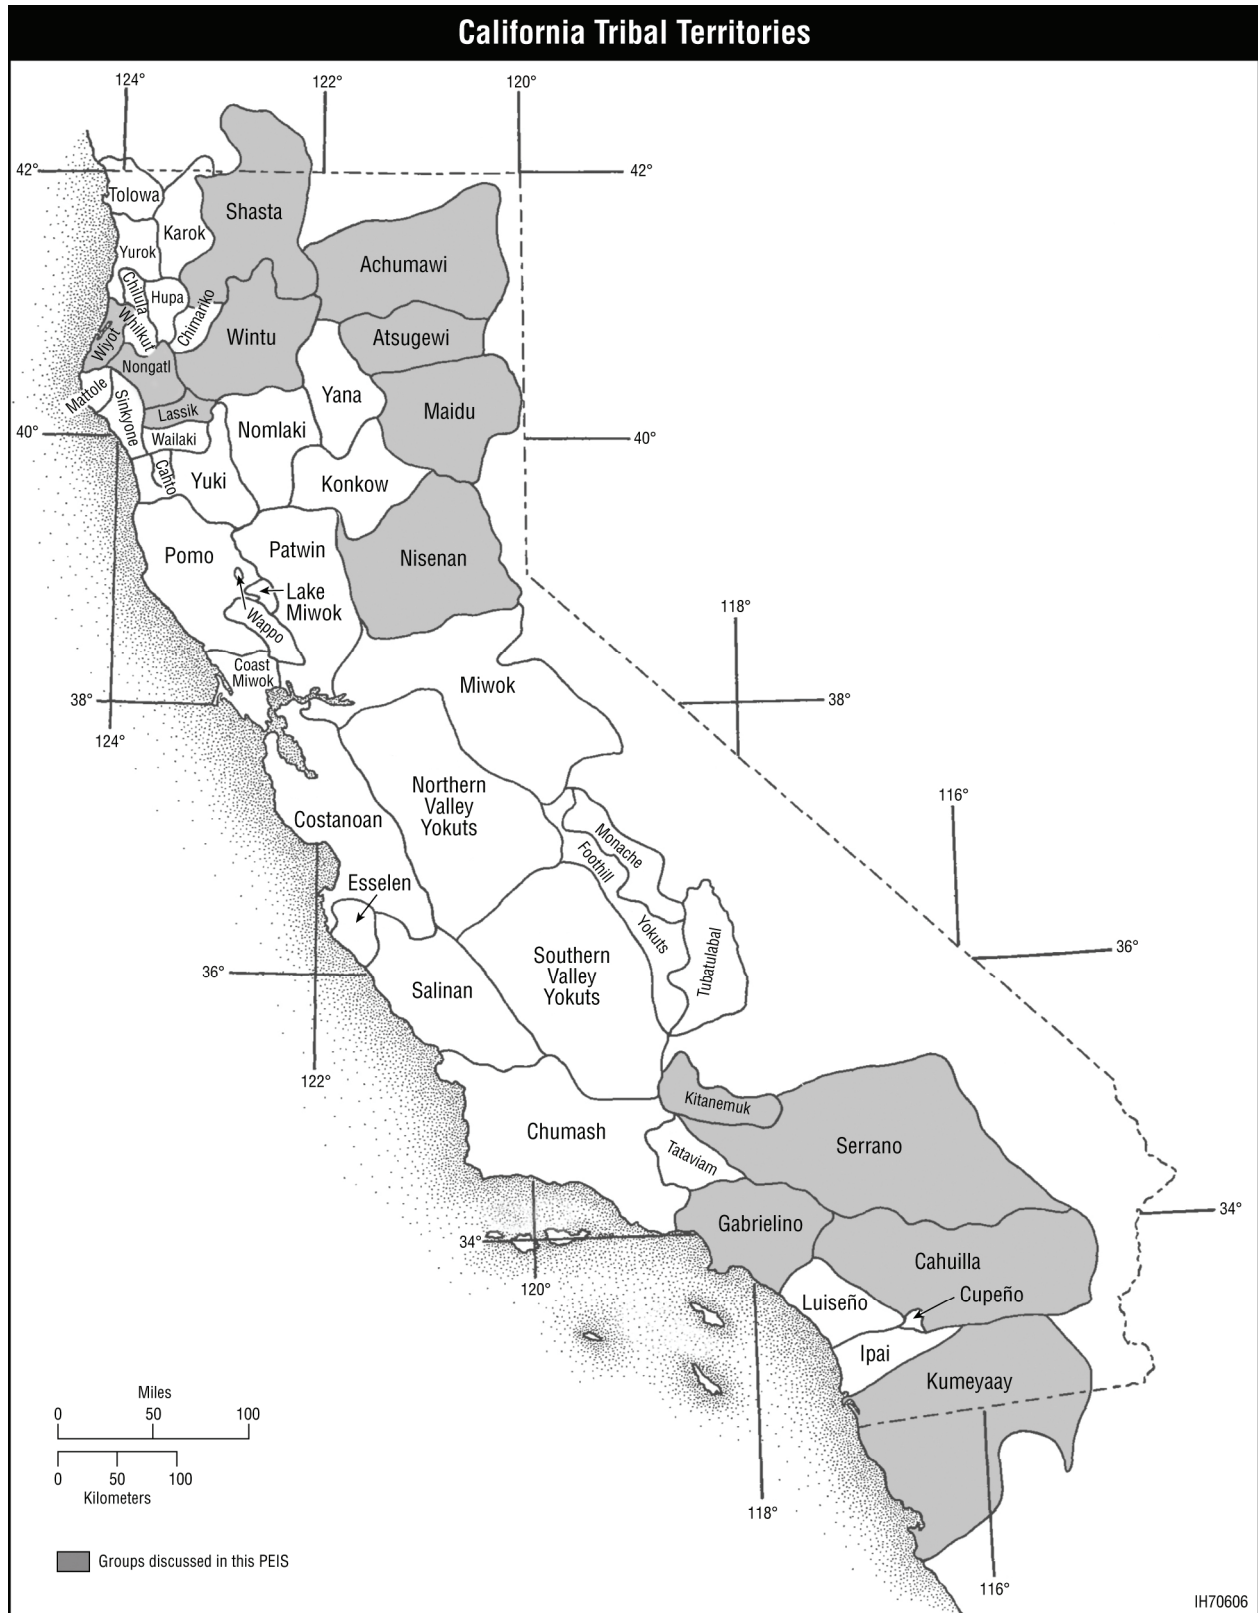 California Tribal Territories
124°
122°
120°
42°
42°
Tolowa
Shasta
Karok
Yurok
Achumawi
Chilula
Hupa
Chimariko
Whilkut
Wiyot
Wintu
Atsugewi
Nongatl
Mattole
Sinkyone
Yana
Lassik
Maidu
40°
Wailaki
Nomlaki
40°
Cahto
Yuki
Konkow
Pomo
Patwin
Nisenan
Lake
Miwok
Wappo
118°
Coast
Miwok
Miwok
38°
38°
124°
Northern
Valley
Yokuts
116°
Costanoan
Monache
Foothill
Yokuts
Esselen
36°
Southern
Valley
Yokuts
Tubatulabal
36°
Salinan
122°
Kitanemuk
Chumash
Serrano
Tataviam
34°
Gabrielino
34°
Cahuilla
120°
Cupeño
Luiseño
Ipai
Kumeyaay
Miles
0 50 100
0 50 100
Kilometers
118°
Groups discussed in this PEIS
116°
IH70606